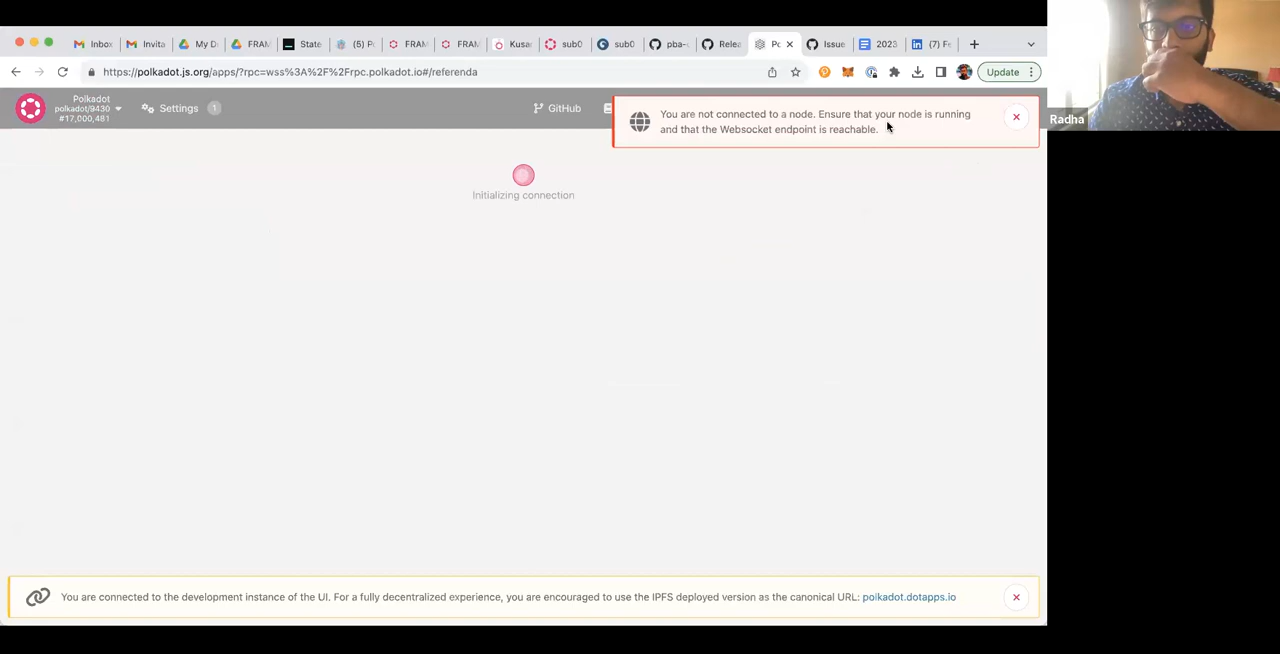 Inbox
Invita
My D
FRAM
State
(5) Po
FRAM
FRAM
Kusa
sub0
sub0
pba-
Relea
Po
Issue
2023
(7) Fe
https://polkadot.js.org/apps/?rpc=wss%3A%2F%2Frpc.polkadot.io#/referenda
Update
Polkadot
polkadot/9430
#17,000,481
Settings
1
GitHub
You are not connected to a node. Ensure that your node is running
and that the Websocket endpoint is reachable.
Radha
Initializing connection
You are connected to the development instance of the UI. For a fully decentralized experience, you are encouraged to use the IPFS deployed version as the canonical URL: polkadot.dotapps.io